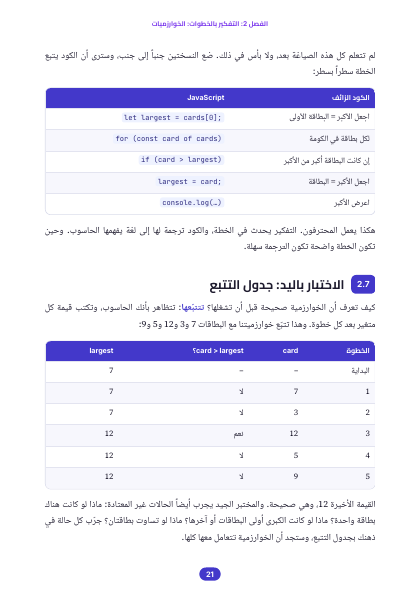 الفصل 2: التفكير بالخطوات: الخوارزميات
لم تتعلم كل هذه الصياغة بعد، ولا بأس في ذلك. ضع النسختين جنباً إلى جنب، وسترى أن الكود يتبع
الخطة سطراً بسطر:
الكود الزائف JavaScript
اجعل الأكبر = البطاقة الأولى let largest = cards[0];
لكل بطاقة في الكومة for (const card of cards)
إن كانت البطاقة أكبر من الأكبر if (card > largest)
اجعل الأكبر = البطاقة largest = card;
اعرض الأكبر console.log(…)
هكذا يعمل المحترفون. التفكير يحدث في الخطة، والكود ترجمة لها إلى لغة يفهمها الحاسوب. وحين
تكون الخطة واضحة تكون الترجمة سهلة.
2.7 الاختبار باليد: جدول التتبع
كيف تعرف أن الخوارزمية صحيحة قبل أن تشغلها؟ تتتبّعها: تتظاهر بأنك الحاسوب، وتكتب قيمة كل
متغير بعد كل خطوة. وهذا تتبّع خوارزميتنا مع البطاقات 7 و3 و12 و5 و9:
الخطوة card card > largest؟ largest
البداية – – 7
1 7 لا 7
2 3 لا 7
3 12 نعم 12
4 5 لا 12
5 9 لا 12
القيمة الأخيرة 12، وهي صحيحة. والمختبر الجيد يجرب أيضاً الحالات غير المعتادة: ماذا لو كانت هناك
بطاقة واحدة؟ ماذا لو كانت الكبرى أولى البطاقات أو آخرها؟ ماذا لو تساوت بطاقتان؟ جرّب كل حالة في
ذهنك بجدول التتبع، وستجد أن الخوارزمية تتعامل معها كلها.
21